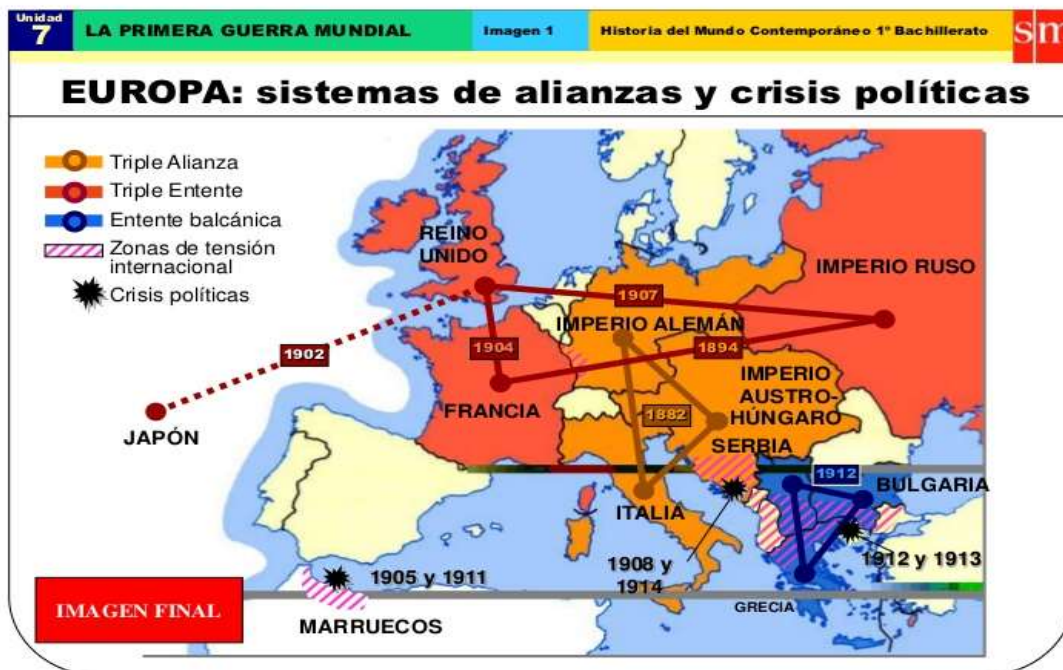 Unidad
7
LA PRIMERA GUERRA MUNDIAL
Imagen 1
Historia del Mundo Contemporáneo 1º Bachillerato
sm
EUROPA: sistemas de alianzas y crisis políticas
Triple Alianza
Triple Entente
Entente balcánica
Zonas de tensión
internacional
Crisis políticas
REINO
UNIDO
IMPERIO RUSO
1907
IMPERIO ALEMÁN
1902
1904
1894
FRANCIA
IMPERIO
AUSTRO-
HÚNGARO
1882
JAPÓN
SERBIA
1912
BULGARIA
ITALIA
1912 y 1913
1908 y
1914
1905 y 1911
GRECIA
MARRUECOS
IMAGEN FINAL